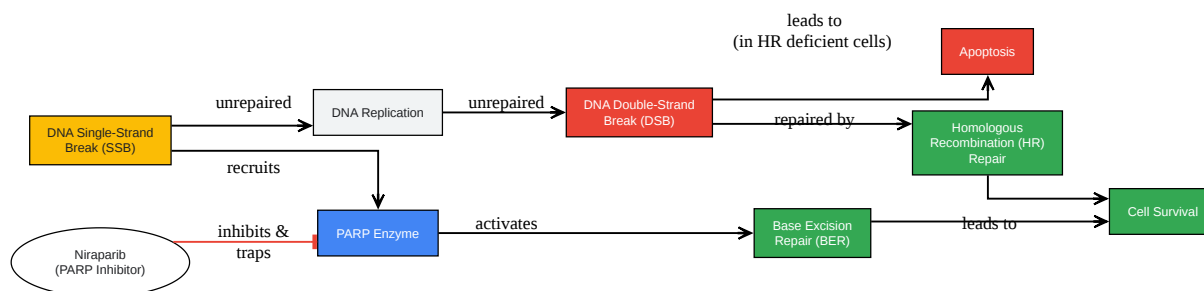 leads to
(in HR deficient cells)
Apoptosis
unrepaired
DNA Replication
unrepaired
DNA Double-Strand
Break (DSB)
repaired by
Homologous
Recombination (HR)
Repair
DNA Single-Strand
Break (SSB)
recruits
Cell Survival
inhibits &
traps
PARP Enzyme
activates
Base Excision
Repair (BER)
leads to
Niraparib
(PARP Inhibitor)